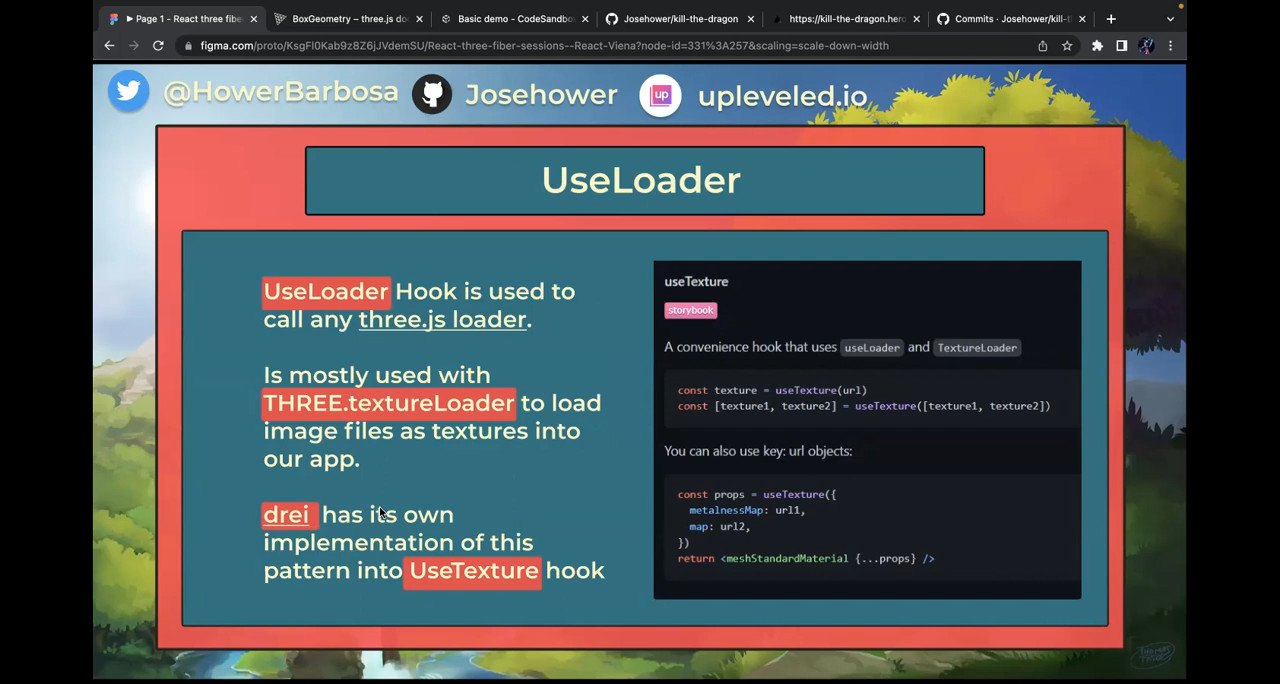 Page 1 - React three fiber
BoxGeometry – three.js do
Basic demo - CodeSandbo
Josehower/kill-the-dragon
https://kill-the-dragon.hero
Commits · Josehower/kill-t
figma.com/proto/KsgFl0Kab9z8Z6jJVdemSU/React-three-fiber-sessions--React-Viena?node-id=331%3A257&scaling=scale-down-width
@HowerBarbosa
Josehower
up
upleveled.io
UseLoader
UseLoader Hook is used to
call any three.js loader.
Is mostly used with
THREE.textureLoader to load
image files as textures into
our app.
drei has its own
implementation of this
pattern into UseTexture hook
useTexture
storybook
A convenience hook that uses useLoader and TextureLoader
const texture = useTexture(url)
const [texture1, texture2] = useTexture([texture1, texture2])
You can also use key: url objects:
const props = useTexture({
metalnessMap: url1,
map: url2,
})
return <meshStandardMaterial {...props} />